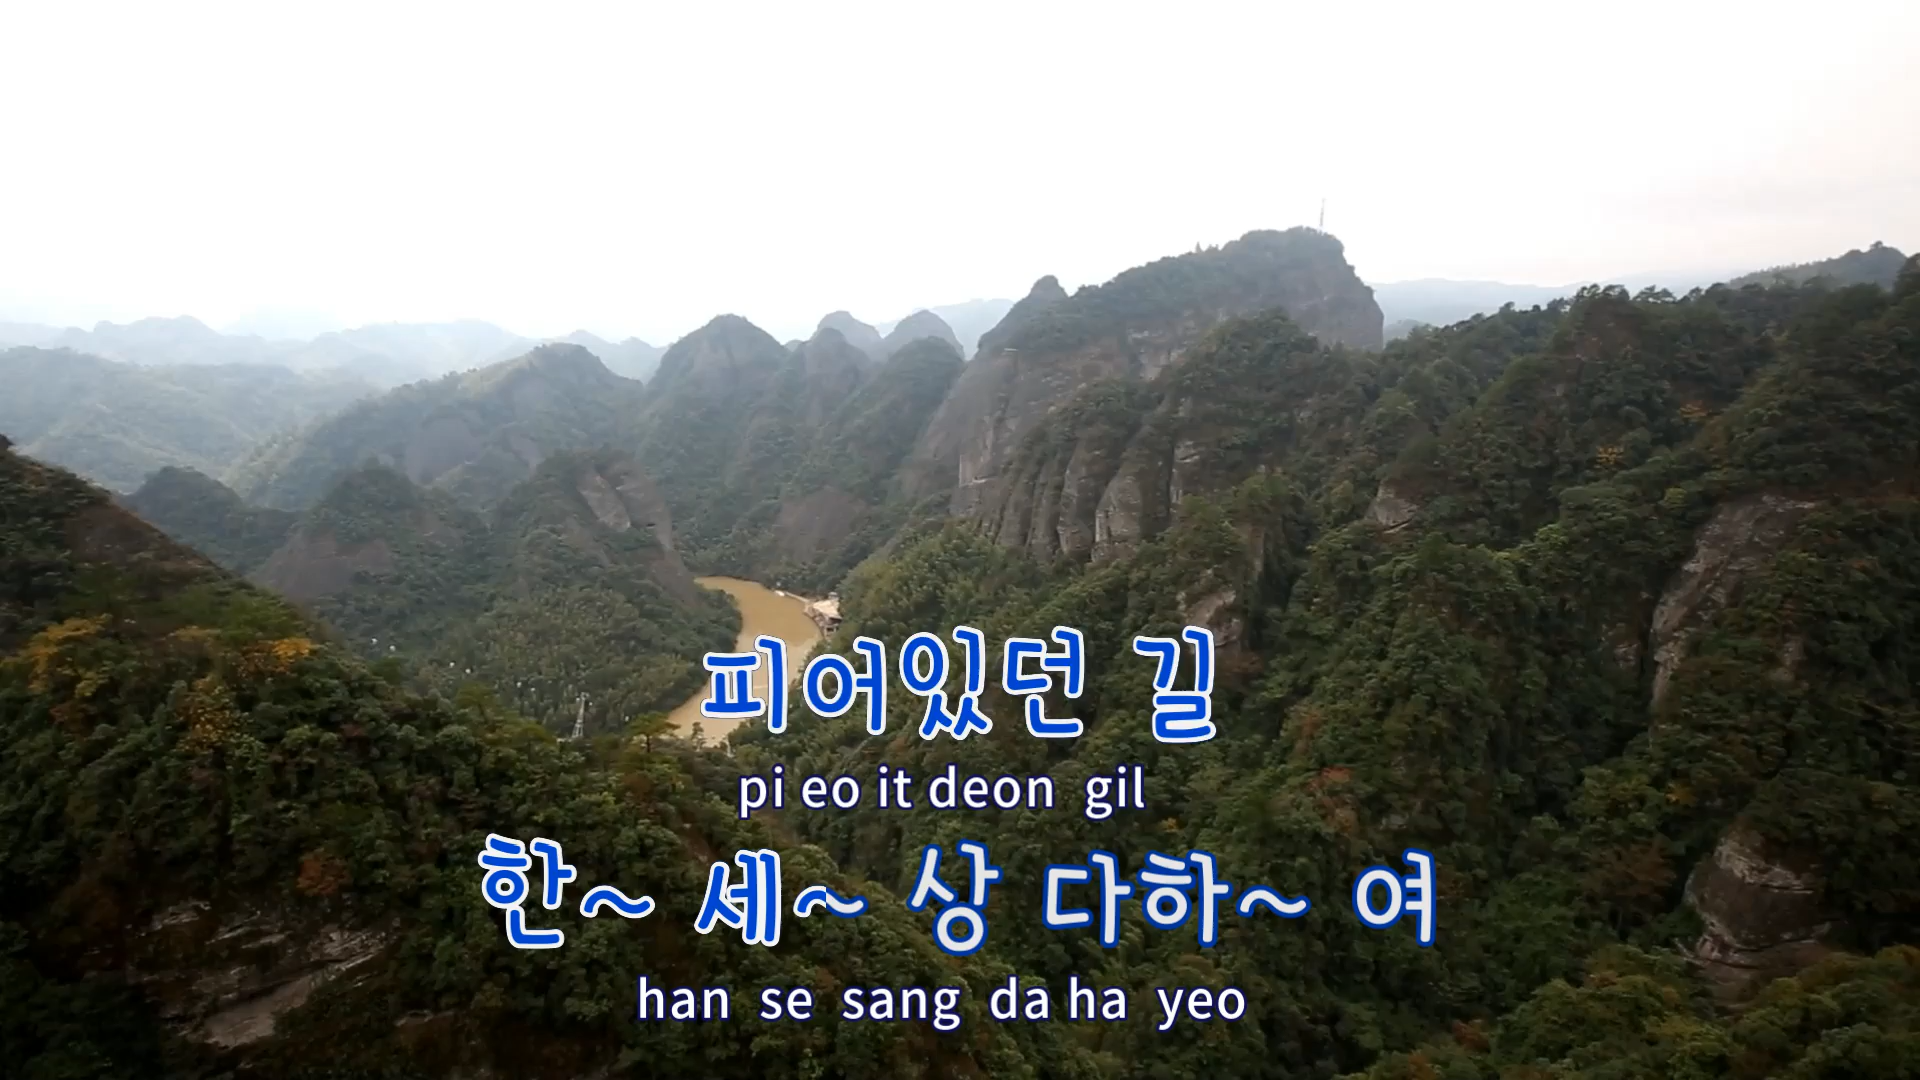 피어있던 길
pi eo it deon gil
한~ 세~ 상 다하~ 여
han se sang da ha yeo